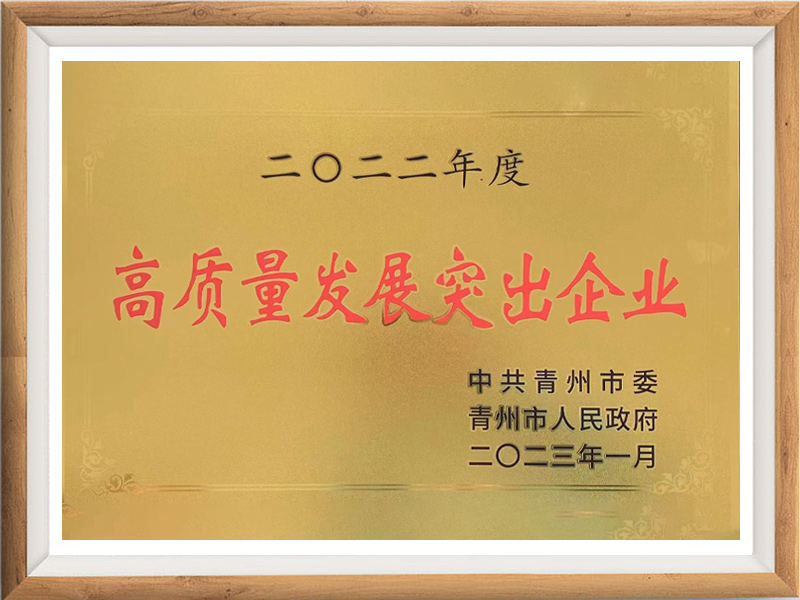 二〇二二年度
高质量发展突出企业
中共青州市委
青州市人民政府
二〇二三年一月